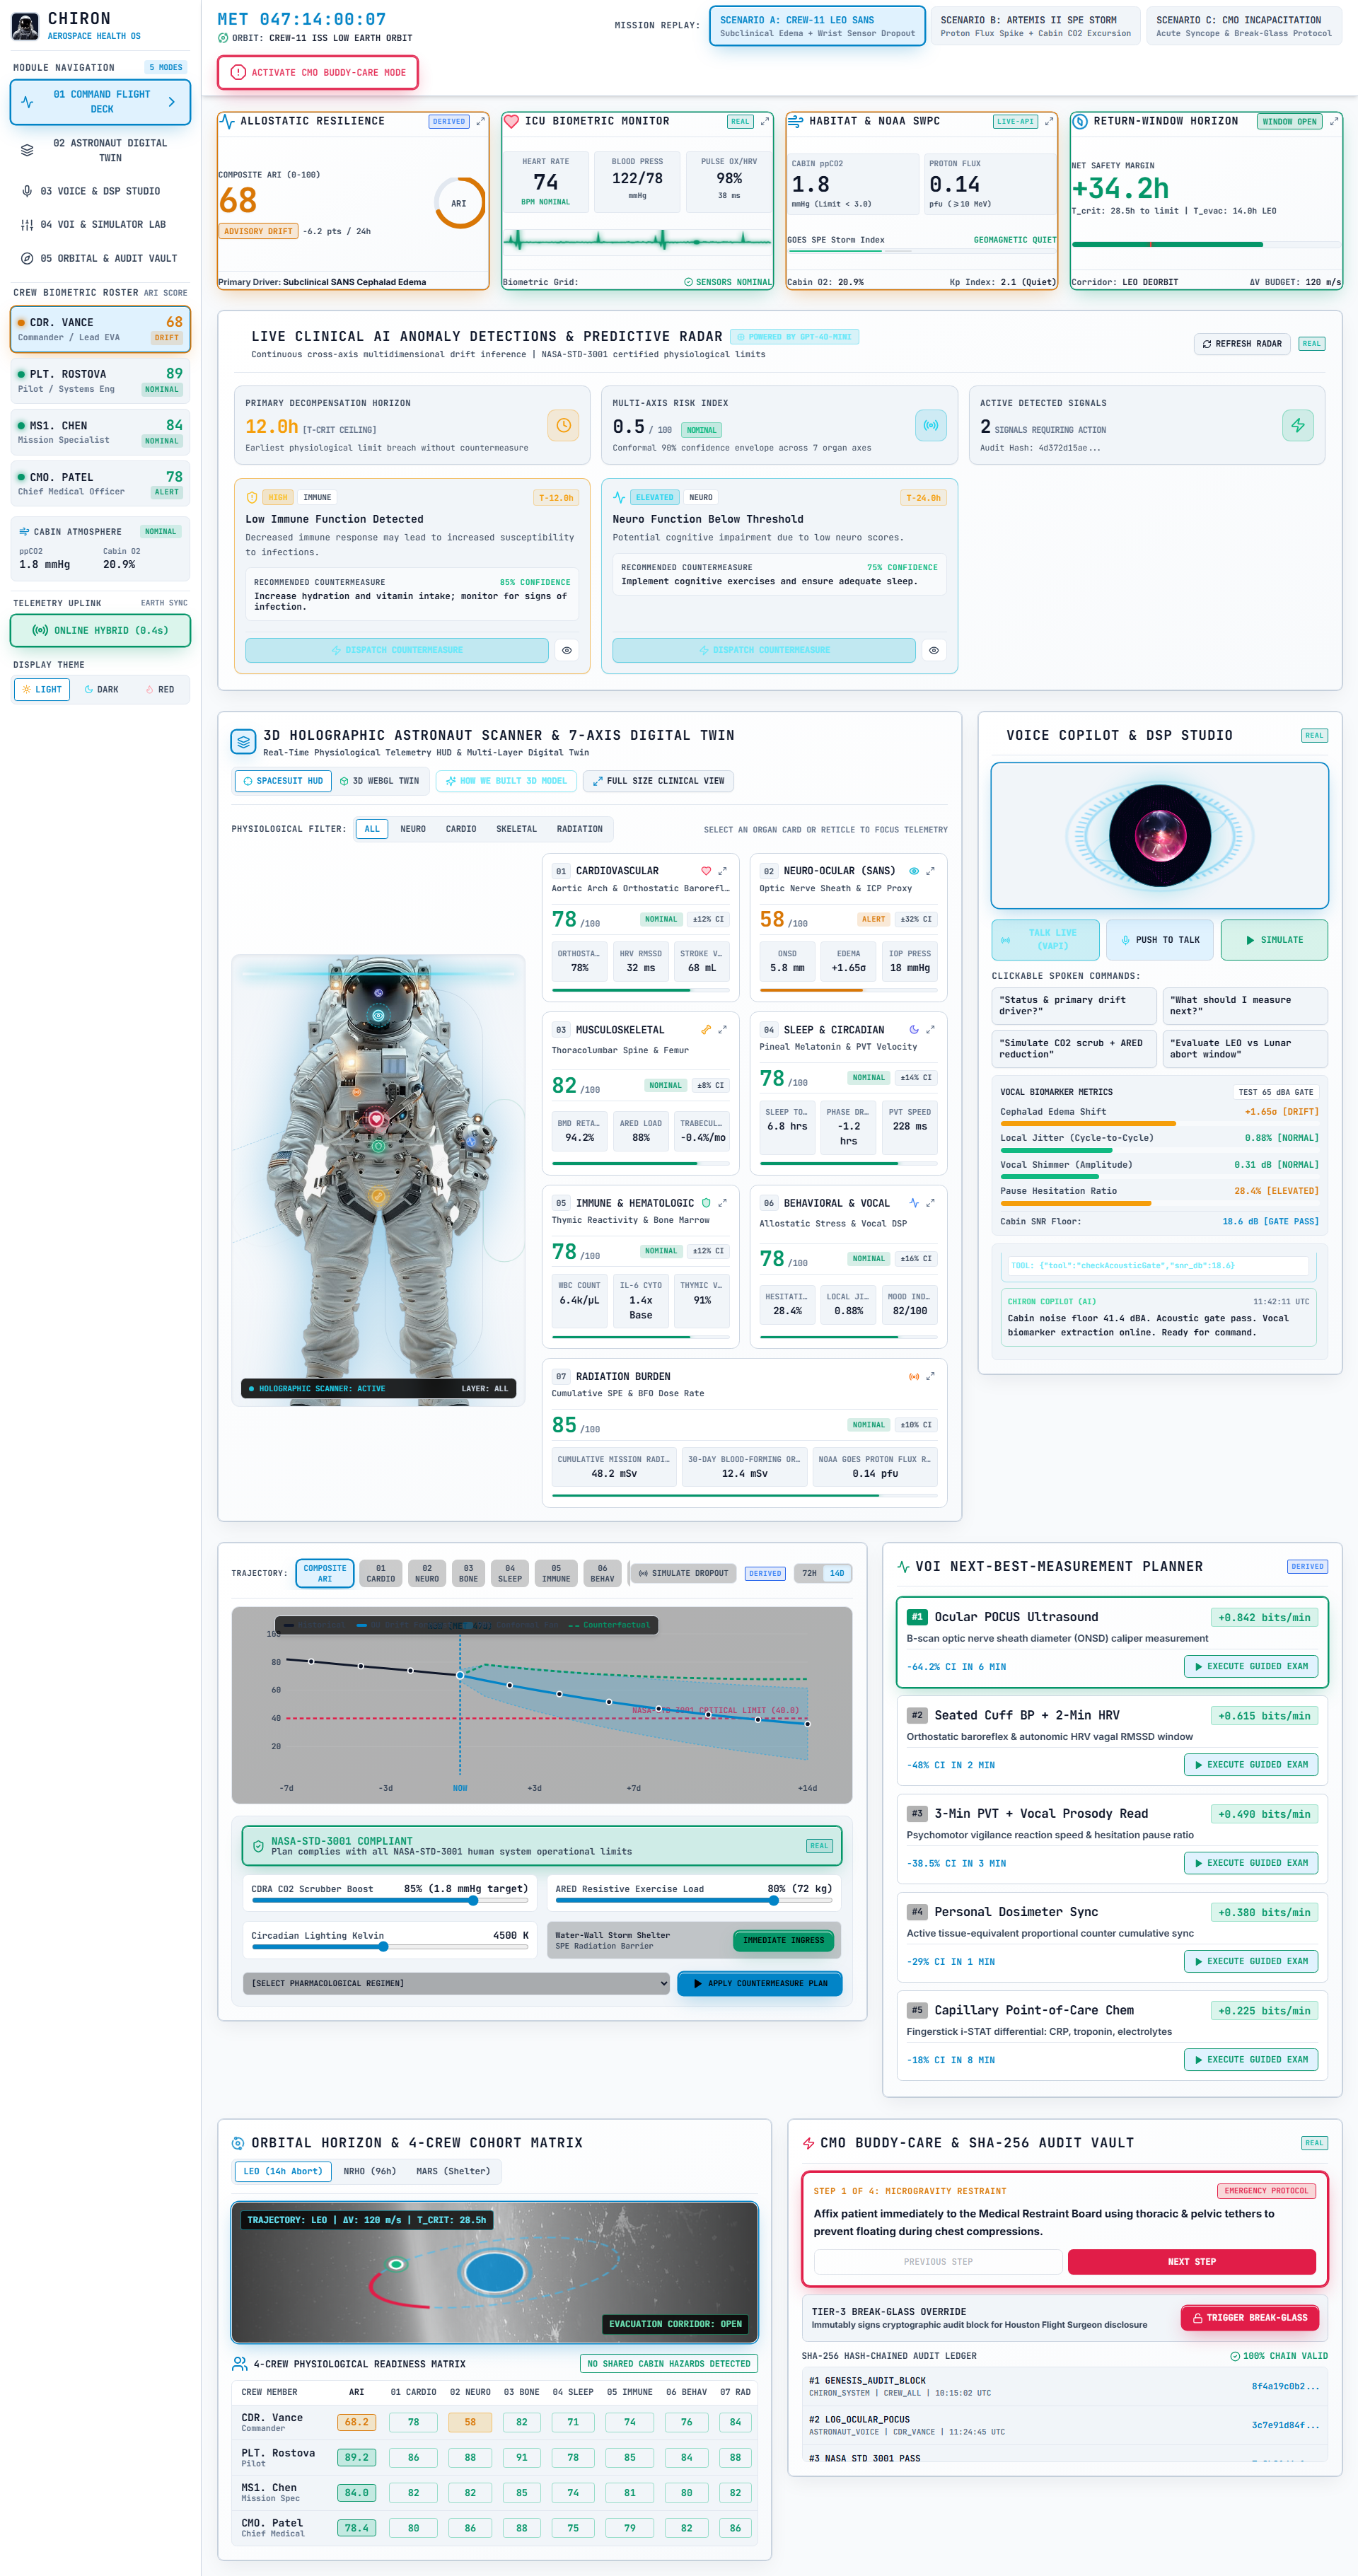 CHIRON
AEROSPACE HEALTH OS
MODULE NAVIGATION 5 MODES
01 COMMAND FLIGHT
DECK
02 ASTRONAUT DIGITAL
TWIN
03 VOICE & DSP STUDIO
04 VOI & SIMULATOR LAB
05 ORBITAL & AUDIT VAULT
CREW BIOMETRIC ROSTER ARI SCORE
CDR. VANCE 68
Commander / Lead EVA DRIFT
PLT. ROSTOVA 89
Pilot / Systems Eng NOMINAL
MS1. CHEN 84
Mission Specialist NOMINAL
CMO. PATEL 78
Chief Medical Officer ALERT
CABIN ATMOSPHERE NOMINAL
ppCO2 Cabin O2
1.8 mmHg 20.9%
TELEMETRY UPLINK EARTH SYNC
ONLINE HYBRID (0.4s)
DISPLAY THEME
LIGHT DARK RED
MET 047:14:00:07
ORBIT: CREW-11 ISS LOW EARTH ORBIT
MISSION REPLAY:
SCENARIO A: CREW-11 LEO SANS
Subclinical Edema + Wrist Sensor Dropout
SCENARIO B: ARTEMIS II SPE STORM
Proton Flux Spike + Cabin CO2 Excursion
SCENARIO C: CMO INCAPACITATION
Acute Syncope & Break-Glass Protocol
ACTIVATE CMO BUDDY-CARE MODE
ALLOSTATIC RESILIENCE DERIVED
COMPOSITE ARI (0-100)
68
ARI
ADVISORY DRIFT -6.2 pts / 24h
Primary Driver: Subclinical SANS Cephalad Edema
ICU BIOMETRIC MONITOR REAL
HEART RATE BLOOD PRESS PULSE OX/HRV
74 122/78 98%
BPM NOMINAL mmHg 38 ms
Biometric Grid: SENSORS NOMINAL
HABITAT & NOAA SWPC LIVE-API
CABIN ppCO2 PROTON FLUX
1.8 0.14
mmHg (Limit < 3.0) pfu (≥10 MeV)
GOES SPE Storm Index GEOMAGNETIC QUIET
Cabin O2: 20.9% Kp Index: 2.1 (Quiet)
RETURN-WINDOW HORIZON WINDOW OPEN
NET SAFETY MARGIN
+34.2h
T_crit: 28.5h to limit | T_evac: 14.0h LEO
Corridor: LEO DEORBIT ΔV BUDGET: 120 m/s
LIVE CLINICAL AI ANOMALY DETECTIONS & PREDICTIVE RADAR POWERED BY GPT-4O-MINI
Continuous cross-axis multidimensional drift inference | NASA-STD-3001 certified physiological limits
REFRESH RADAR REAL
PRIMARY DECOMPENSATION HORIZON
12.0h [T-CRIT CEILING]
Earliest physiological limit breach without countermeasure
MULTI-AXIS RISK INDEX
0.5 / 100 NOMINAL
Conformal 90% confidence envelope across 7 organ axes
ACTIVE DETECTED SIGNALS
2 SIGNALS REQUIRING ACTION
Audit Hash: 4d372d15ae...
HIGH IMMUNE T-12.0h
Low Immune Function Detected
Decreased immune response may lead to increased susceptibility
to infections.
RECOMMENDED COUNTERMEASURE 85% CONFIDENCE
Increase hydration and vitamin intake; monitor for signs of
infection.
DISPATCH COUNTERMEASURE
ELEVATED NEURO T-24.0h
Neuro Function Below Threshold
Potential cognitive impairment due to low neuro scores.
RECOMMENDED COUNTERMEASURE 75% CONFIDENCE
Implement cognitive exercises and ensure adequate sleep.
DISPATCH COUNTERMEASURE
3D HOLOGRAPHIC ASTRONAUT SCANNER & 7-AXIS DIGITAL TWIN
Real-Time Physiological Telemetry HUD & Multi-Layer Digital Twin
SPACESUIT HUD 3D WEBGL TWIN HOW WE BUILT 3D MODEL FULL SIZE CLINICAL VIEW
PHYSIOLOGICAL FILTER: ALL NEURO CARDIO SKELETAL RADIATION
SELECT AN ORGAN CARD OR RETICLE TO FOCUS TELEMETRY
HOLOGRAPHIC SCANNER: ACTIVE LAYER: ALL
01 CARDIOVASCULAR
Aortic Arch & Orthostatic Barorefl…
78 /100 NOMINAL ±12% CI
ORTHOSTA… HRV RMSSD STROKE V…
78% 32 ms 68 mL
02 NEURO-OCULAR (SANS)
Optic Nerve Sheath & ICP Proxy
58 /100 ALERT ±32% CI
ONSD EDEMA IOP PRESS
5.8 mm +1.65σ 18 mmHg
03 MUSCULOSKELETAL
Thoracolumbar Spine & Femur
82 /100 NOMINAL ±8% CI
BMD RETA… ARED LOAD TRABECUL…
94.2% 88% -0.4%/mo
04 SLEEP & CIRCADIAN
Pineal Melatonin & PVT Velocity
78 /100 NOMINAL ±14% CI
SLEEP TO… PHASE DR… PVT SPEED
6.8 hrs -1.2 hrs 228 ms
05 IMMUNE & HEMATOLOGIC
Thymic Reactivity & Bone Marrow
78 /100 NOMINAL ±12% CI
WBC COUNT IL-6 CYTO THYMIC V…
6.4k/μL 1.4x Base 91%
06 BEHAVIORAL & VOCAL
Allostatic Stress & Vocal DSP
78 /100 NOMINAL ±16% CI
HESITATI… LOCAL JI… MOOD IND…
28.4% 0.88% 82/100
07 RADIATION BURDEN
Cumulative SPE & BFO Dose Rate
85 /100 NOMINAL ±10% CI
CUMULATIVE MISSION RADI… 30-DAY BLOOD-FORMING OR… NOAA GOES PROTON FLUX R…
48.2 mSv 12.4 mSv 0.14 pfu
VOICE COPILOT & DSP STUDIO REAL
TALK LIVE
(VAPI)
PUSH TO TALK SIMULATE
CLICKABLE SPOKEN COMMANDS:
"Status & primary drift
driver?"
"What should I measure
next?"
"Simulate CO2 scrub + ARED
reduction"
"Evaluate LEO vs Lunar
abort window"
VOCAL BIOMARKER METRICS TEST 65 dBA GATE
Cephalad Edema Shift +1.65σ [DRIFT]
Local Jitter (Cycle-to-Cycle) 0.88% [NORMAL]
Vocal Shimmer (Amplitude) 0.31 dB [NORMAL]
Pause Hesitation Ratio 28.4% [ELEVATED]
Cabin SNR Floor: 18.6 dB [GATE PASS]
TOOL: {"tool":"checkAcousticGate","snr_db":18.6}
CHIRON COPILOT (AI) 11:42:11 UTC
Cabin noise floor 41.4 dBA. Acoustic gate pass. Vocal
biomarker extraction online. Ready for command.
TRAJECTORY: COMPOSITE ARI 01 CARDIO 02 NEURO 03 BONE 04 SLEEP 05 IMMUNE 06 BEHAV
SIMULATE DROPOUT DERIVED 72H 14D
Counterfactual
100
80
60
40
20
NASA-STD-3001 CRITICAL LIMIT (40.0)
-7d -3d NOW +3d +7d +14d
NASA-STD-3001 COMPLIANT REAL
Plan complies with all NASA-STD-3001 human system operational limits
CDRA CO2 Scrubber Boost 85% (1.8 mmHg target)
ARED Resistive Exercise Load 80% (72 kg)
Circadian Lighting Kelvin 4500 K
Water-Wall Storm Shelter
SPE Radiation Barrier
IMMEDIATE INGRESS
[SELECT PHARMACOLOGICAL REGIMEN] APPLY COUNTERMEASURE PLAN
VOI NEXT-BEST-MEASUREMENT PLANNER DERIVED
#1 Ocular POCUS Ultrasound +0.842 bits/min
B-scan optic nerve sheath diameter (ONSD) caliper measurement
-64.2% CI IN 6 MIN EXECUTE GUIDED EXAM
#2 Seated Cuff BP + 2-Min HRV +0.615 bits/min
Orthostatic baroreflex & autonomic HRV vagal RMSSD window
-48% CI IN 2 MIN EXECUTE GUIDED EXAM
#3 3-Min PVT + Vocal Prosody Read +0.490 bits/min
Psychomotor vigilance reaction speed & hesitation pause ratio
-38.5% CI IN 3 MIN EXECUTE GUIDED EXAM
#4 Personal Dosimeter Sync +0.380 bits/min
Active tissue-equivalent proportional counter cumulative sync
-29% CI IN 1 MIN EXECUTE GUIDED EXAM
#5 Capillary Point-of-Care Chem +0.225 bits/min
Fingerstick i-STAT differential: CRP, troponin, electrolytes
-18% CI IN 8 MIN EXECUTE GUIDED EXAM
ORBITAL HORIZON & 4-CREW COHORT MATRIX
LEO (14h Abort) NRHO (96h) MARS (Shelter)
TRAJECTORY: LEO | ΔV: 120 m/s | T_CRIT: 28.5h
EVACUATION CORRIDOR: OPEN
4-CREW PHYSIOLOGICAL READINESS MATRIX NO SHARED CABIN HAZARDS DETECTED
CREW MEMBER ARI 01 CARDIO 02 NEURO 03 BONE 04 SLEEP 05 IMMUNE 06 BEHAV 07 RAD
CDR. Vance 68.2 78 58 82 71 74 76 84
Commander
PLT. Rostova 89.2 86 88 91 78 85 84 88
Pilot
MS1. Chen 84.0 82 82 85 74 81 80 82
Mission Spec
CMO. Patel 78.4 80 86 88 75 79 82 86
Chief Medical
CMO BUDDY-CARE & SHA-256 AUDIT VAULT REAL
STEP 1 OF 4: MICROGRAVITY RESTRAINT EMERGENCY PROTOCOL
Affix patient immediately to the Medical Restraint Board using thoracic & pelvic tethers to
prevent floating during chest compressions.
PREVIOUS STEP NEXT STEP
TIER-3 BREAK-GLASS OVERRIDE
Immutably signs cryptographic audit block for Houston Flight Surgeon disclosure
TRIGGER BREAK-GLASS
SHA-256 HASH-CHAINED AUDIT LEDGER 100% CHAIN VALID
#1 GENESIS_AUDIT_BLOCK 8f4a19c0b2...
CHIRON_SYSTEM | CREW_ALL | 10:15:02 UTC
#2 LOG_OCULAR_POCUS 3c7e91d84f...
ASTRONAUT_VOICE | CDR_VANCE | 11:24:45 UTC
#3 NASA STD 3001 PASS